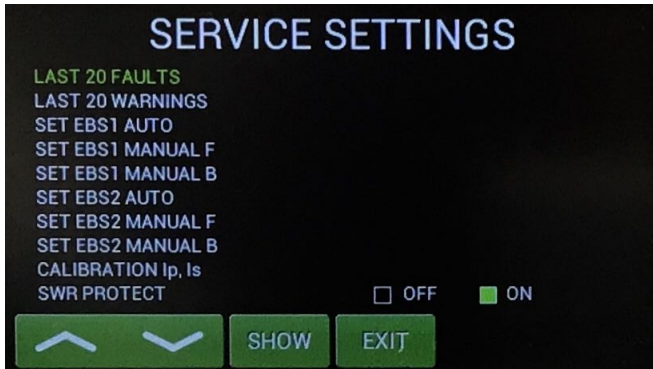 SERVICE SETTINGS
LAST 20 FAULTS
LAST 20 WARNINGS
SET EBS1 AUTO
SET EBS1 MANUAL F
SET EBS1 MANUAL B
SET EBS2 AUTO
SET EBS2 MANUAL F
SET EBS2 MANUAL B
CALIBRATION Ip, Is
SWR PROTECT OFF ON
SHOW EXIT